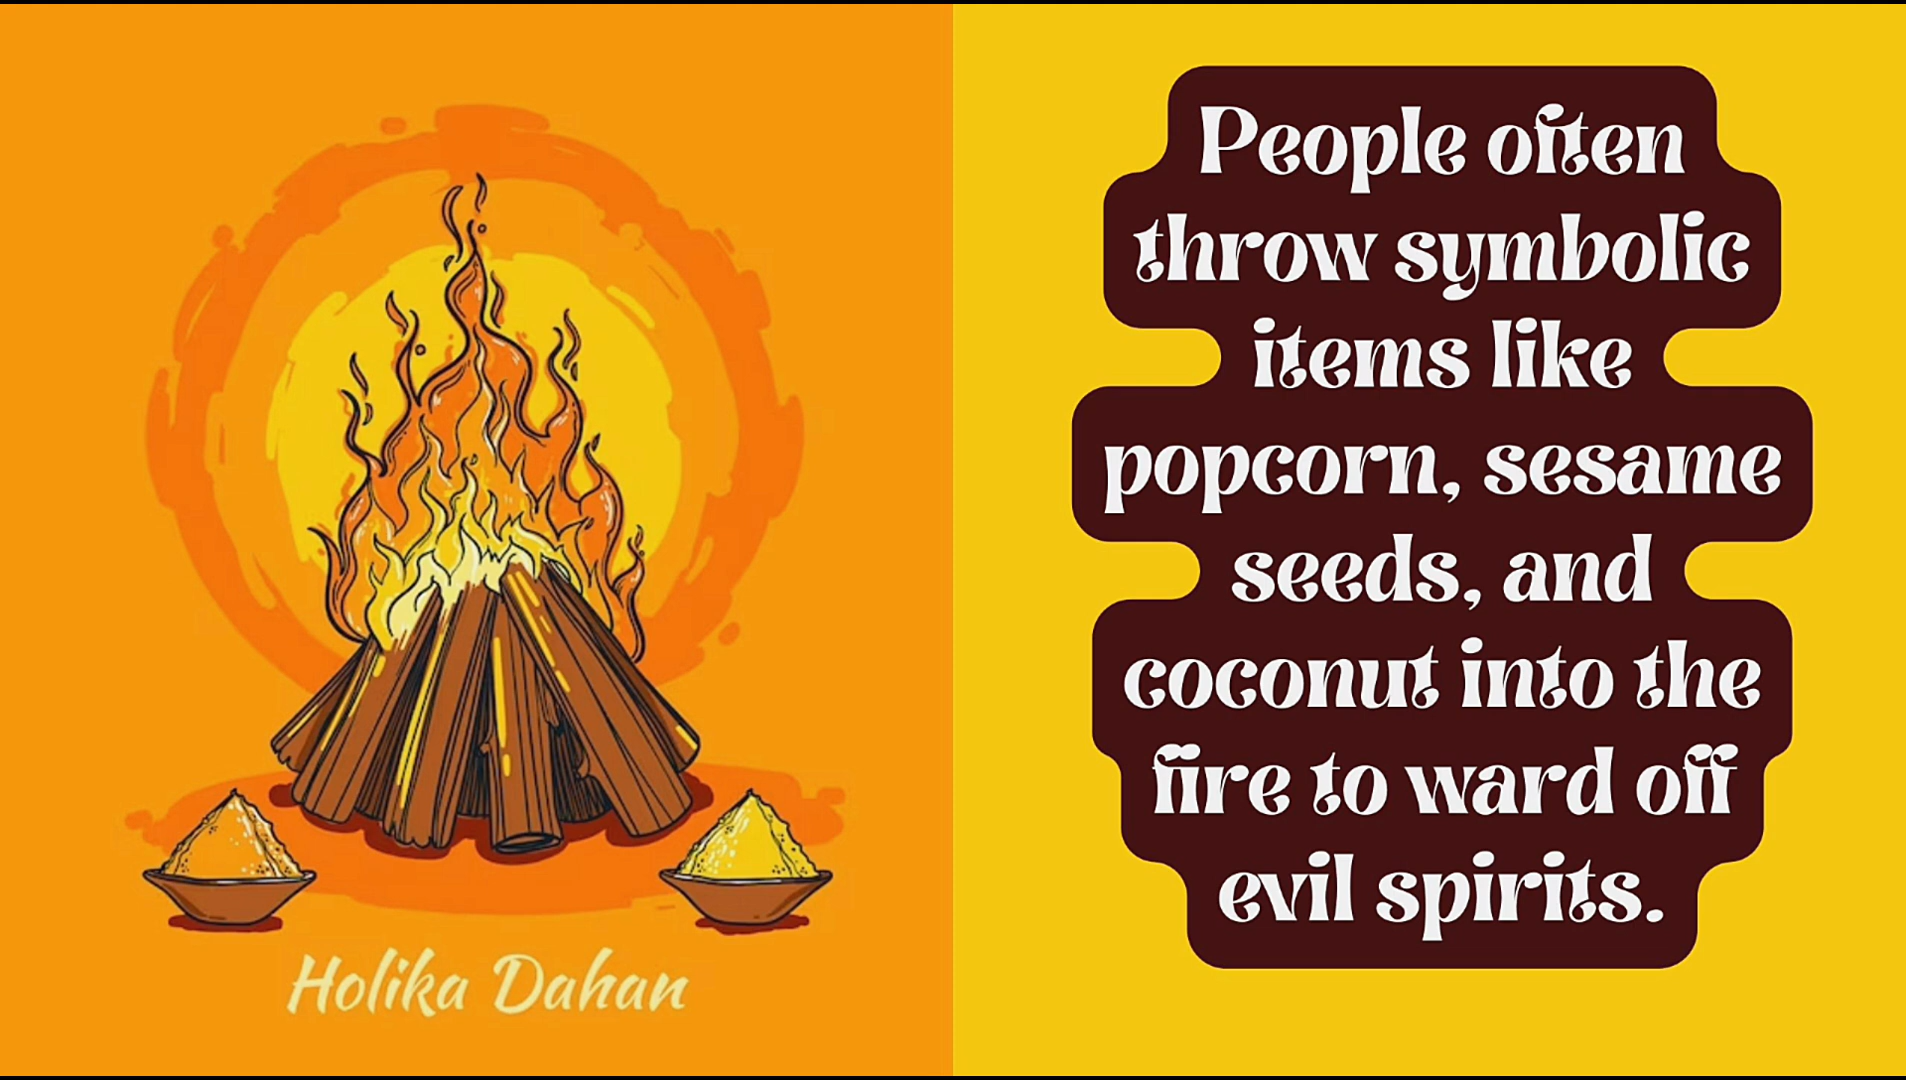 Holika Dahan
People often
throw symbolic
items like
popcorn, sesame
seeds, and
coconut into the
fire to ward off
evil spirits.